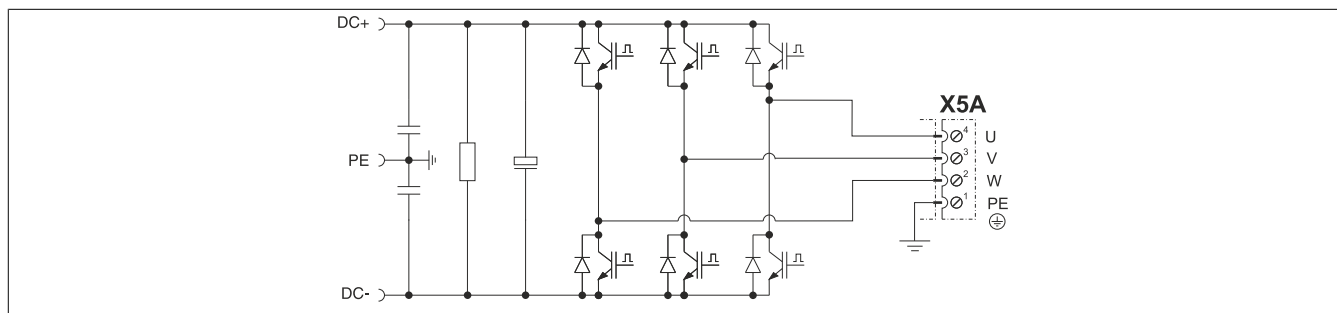 DC+
PE
DC-
X5A
4 U
3 V
2 W
1 PE